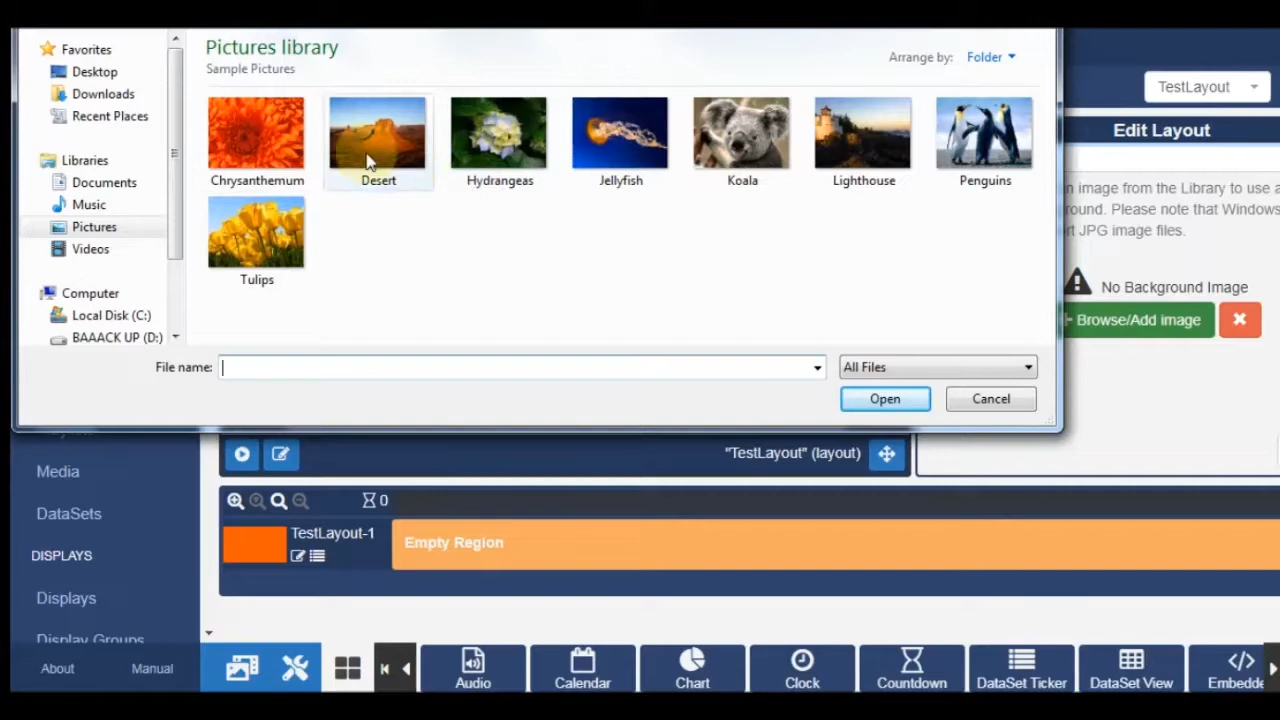 Favorites
Desktop
Downloads
Recent Places
Libraries
Documents
Music
Pictures
Videos
Computer
Local Disk (C:)
BAAACK UP (D:)
Pictures library
Sample Pictures
Arrange by: Folder
Chrysanthemum
Desert
Hydrangeas
Jellyfish
Koala
Lighthouse
Penguins
Tulips
File name:
All Files
Open
Cancel
TestLayout
Edit Layout
an image from the Library to use a
Please note that Windows
JPG image files.
No Background Image
Browse/Add image
"TestLayout" (layout)
Media
DataSets
DISPLAYS
Displays
Display Groups
About
Manual
0
TestLayout-1
Empty Region
Audio
Calendar
Chart
Clock
Countdown
DataSet Ticker
DataSet View
Embedde